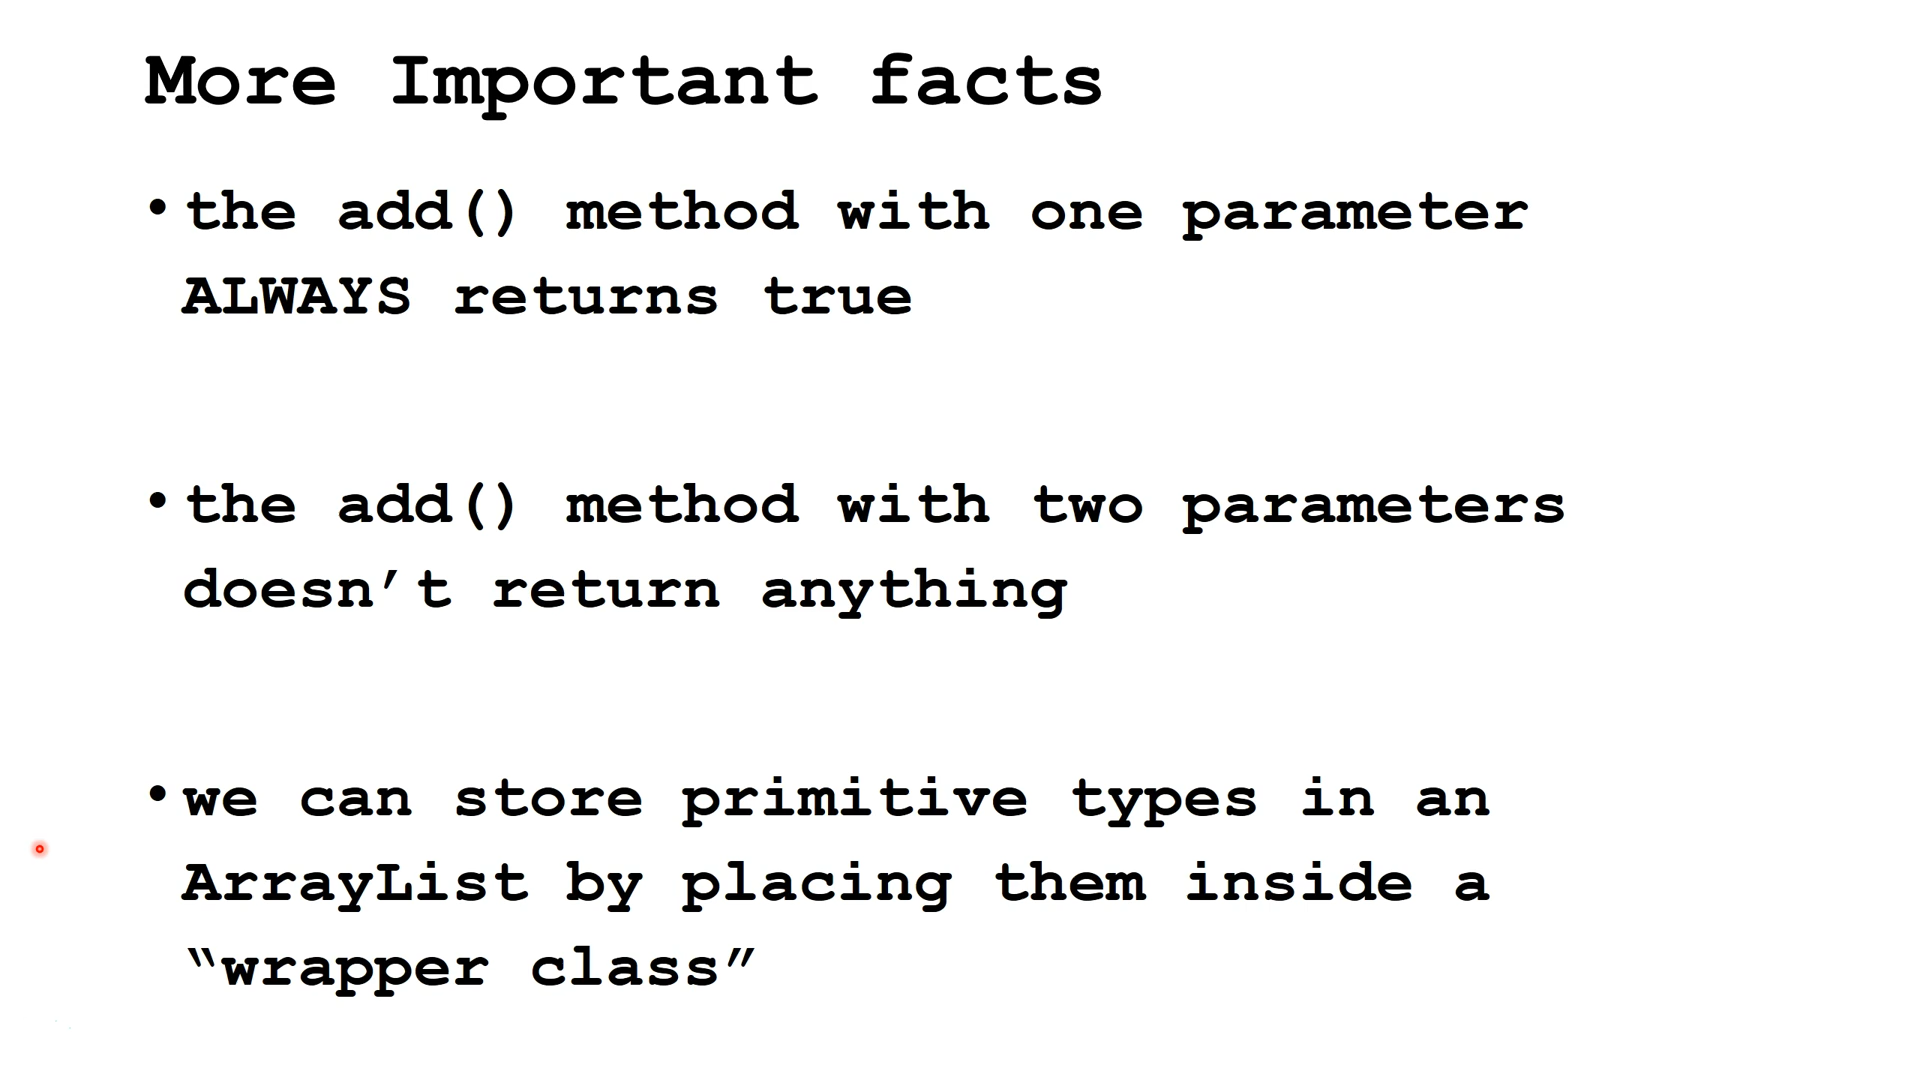 More Important facts
• the add() method with one parameter
ALWAYS returns true
• the add() method with two parameters
doesn’t return anything
• we can store primitive types in an
ArrayList by placing them inside a
“wrapper class”